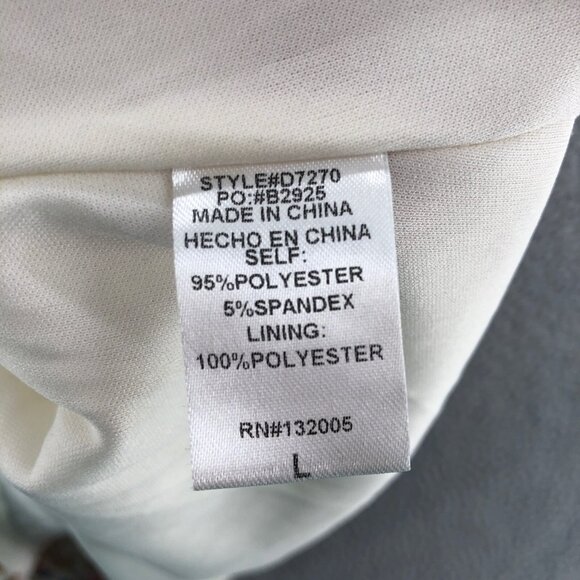 STYLE#D7270
PO:#B2925
MADE IN CHINA
HECHO EN CHINA
SELF:
95%POLYESTER
5%SPANDEX
LINING:
100%POLYESTER
RN#132005
L